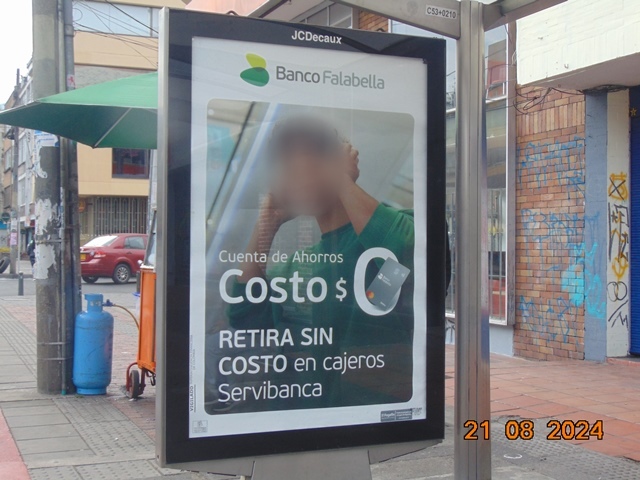 C53+0210
JCDecaux
Banco Falabella
Cuenta de Ahorros
Costo $0
RETIRA SIN
COSTO en cajeros
Servibanca
VIGILADO
21 08 2024